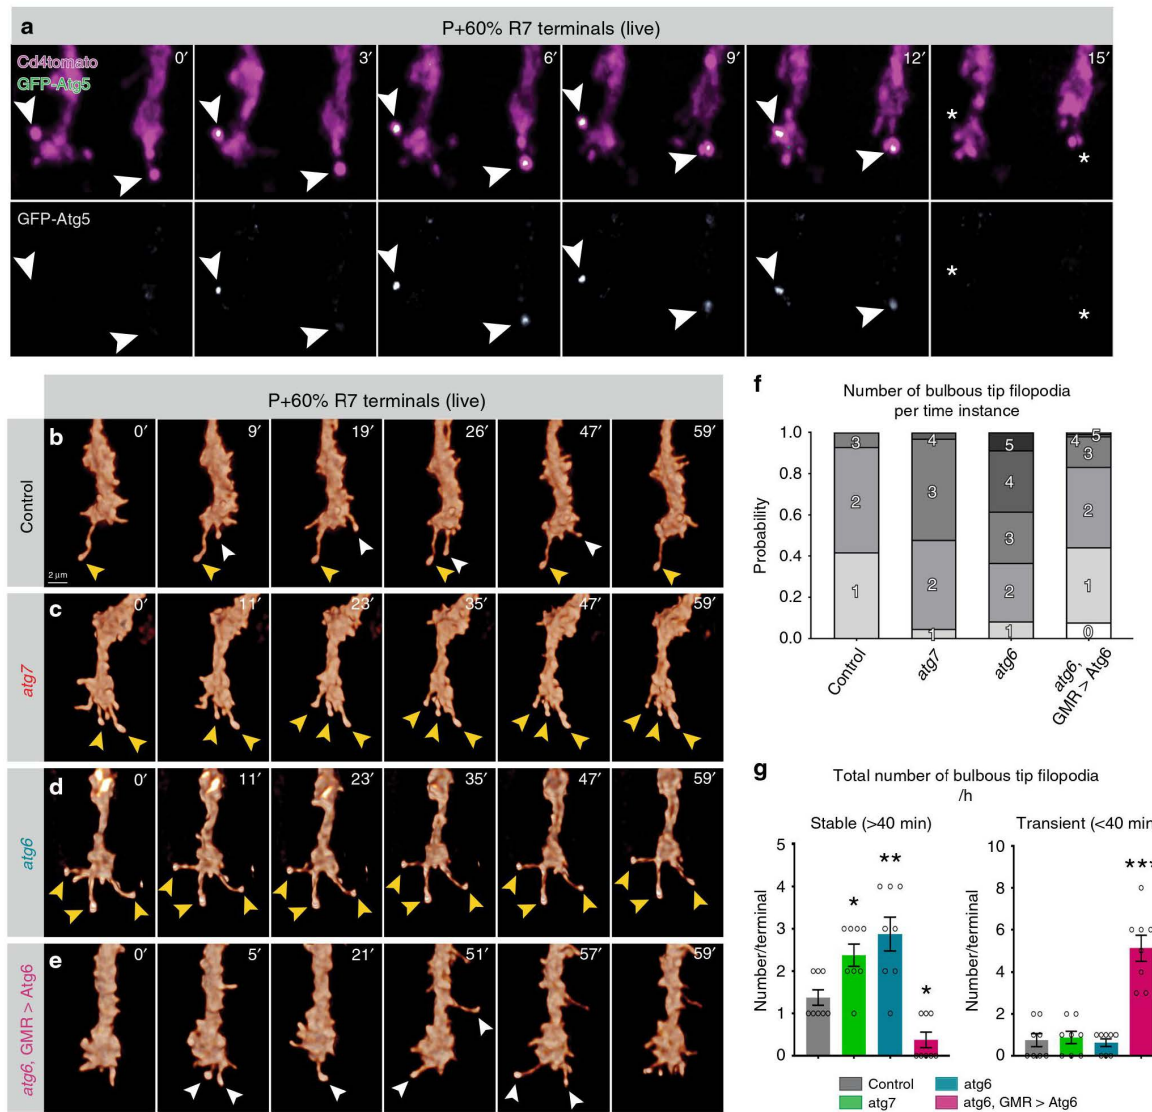 a
P+60% R7 terminals (live)
Cd4tomato
GFP-Atg5
0′
3′
6′
9′
12′
15′
*
*
GFP-Atg5
*
*
P+60% R7 terminals (live)
Control
b
0′
9′
19′
26′
47′
59′
2 μm
atg7
c
0′
11′
23′
35′
47′
59′
atg6
d
0′
11′
23′
35′
47′
59′
atg6, GMR > Atg6
e
0′
5′
21′
51′
57′
59′
f
Number of bulbous tip filopodia
per time instance
Probability
1.0
0.8
0.6
0.4
0.2
0.0
3
2
1
4
3
2
1
5
4
3
2
1
5
4
3
2
1
0
Control
atg7
atg6
atg6,
GMR > Atg6
g
Total number of bulbous tip filopodia
/h
Stable (>40 min)
Number/terminal
5
4
3
2
1
0
*
**
*
Transient (<40 min
Number/terminal
10
8
6
4
2
0
***
Control
atg7
atg6
atg6, GMR > Atg6